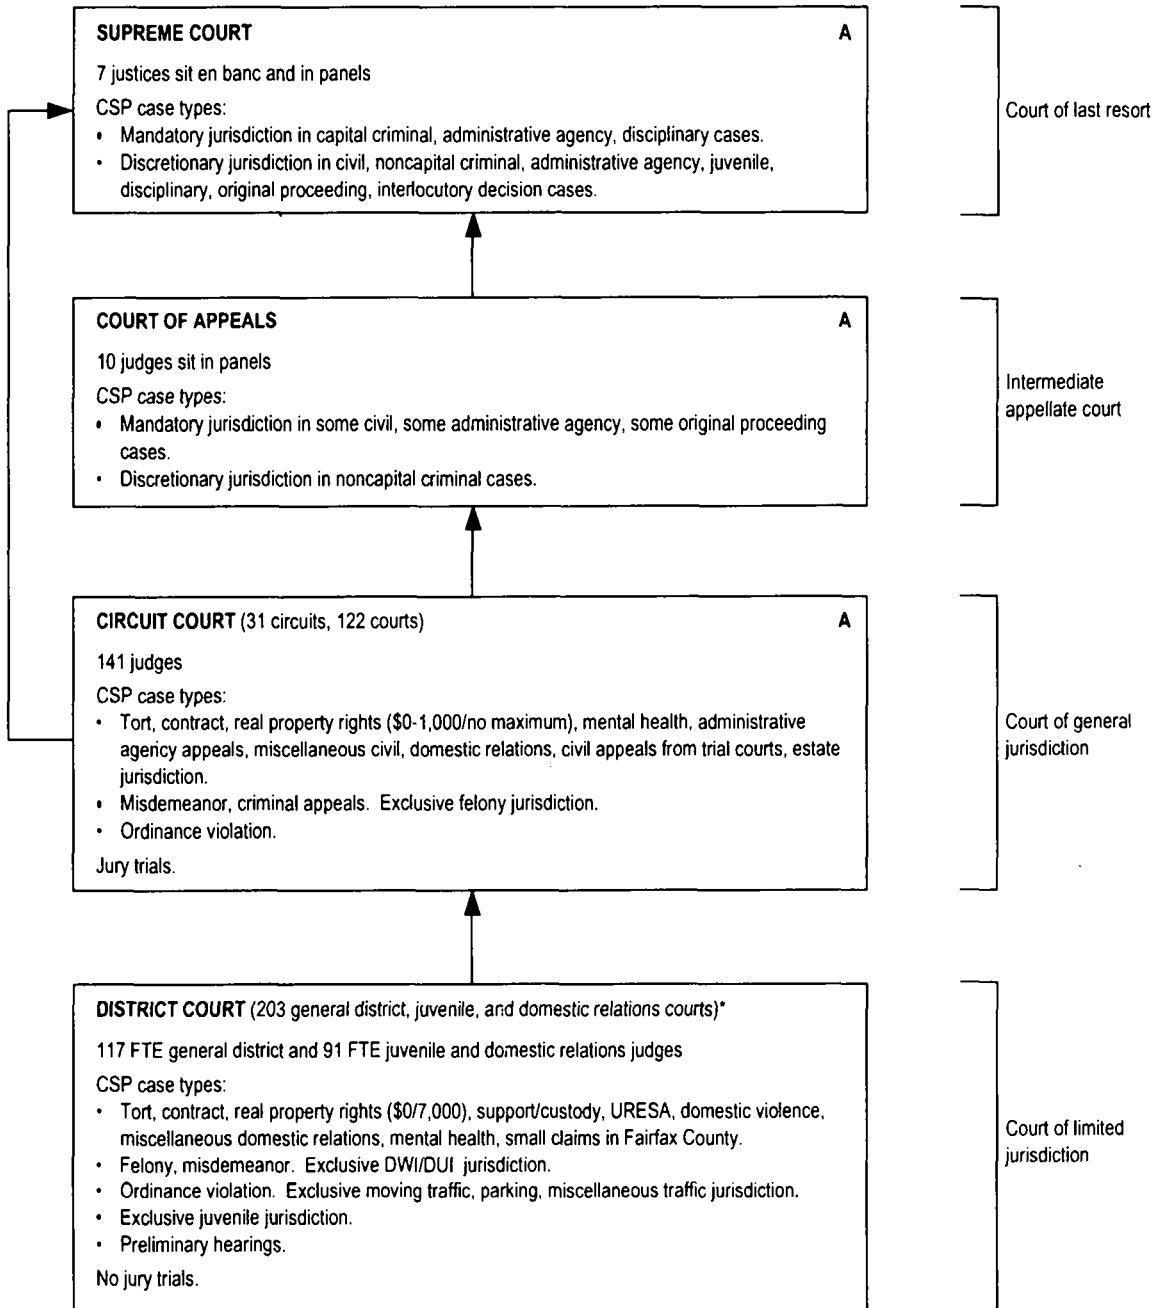 SUPREME COURT A
7 justices sit en banc and in panels
CSP case types:
• Mandatory jurisdiction in capital criminal, administrative agency, disciplinary cases.
• Discretionary jurisdiction in civil, noncapital criminal, administrative agency, juvenile,
disciplinary, original proceeding, interlocutory decision cases.
Court of last resort
COURT OF APPEALS A
10 judges sit in panels
CSP case types:
• Mandatory jurisdiction in some civil, some administrative agency, some original proceeding
cases.
• Discretionary jurisdiction in noncapital criminal cases.
Intermediate
appellate court
CIRCUIT COURT (31 circuits, 122 courts) A
141 judges
CSP case types:
• Tort, contract, real property rights ($0-1,000/no maximum), mental health, administrative
agency appeals, miscellaneous civil, domestic relations, civil appeals from trial courts, estate
jurisdiction.
• Misdemeanor, criminal appeals. Exclusive felony jurisdiction.
• Ordinance violation.
Jury trials.
Court of general
jurisdiction
DISTRICT COURT (203 general district, juvenile, and domestic relations courts)*
117 FTE general district and 91 FTE juvenile and domestic relations judges
CSP case types:
• Tort, contract, real property rights ($0/7,000), support/custody, URESA, domestic violence,
miscellaneous domestic relations, mental health, small claims in Fairfax County.
• Felony, misdemeanor. Exclusive DWI/DUI jurisdiction.
• Ordinance violation. Exclusive moving traffic, parking, miscellaneous traffic jurisdiction.
• Exclusive juvenile jurisdiction.
• Preliminary hearings.
No jury trials.
Court of limited
jurisdiction